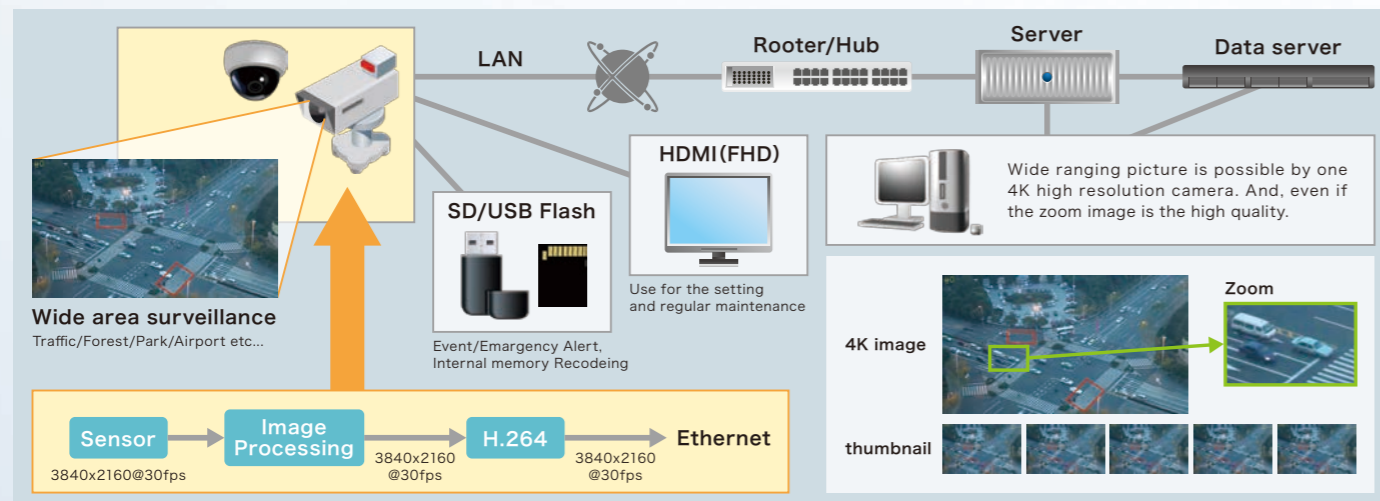 LAN
Rooter/Hub
Server
Data server
HDMI(FHD)
Use for the setting
and regular maintenance
SD/USB Flash
Event/Emergency Alert,
Internal memory Recodeing
Wide ranging picture is possible by one
4K high resolution camera. And, even if
the zoom image is the high quality.
Wide area surveillance
Traffic/Forest/Park/Airport etc...
Sensor
Image
Processing
H.264
Ethernet
3840x2160@30fps
3840x2160
@30fps
3840x2160
@30fps
4K image
Zoom
thumbnail